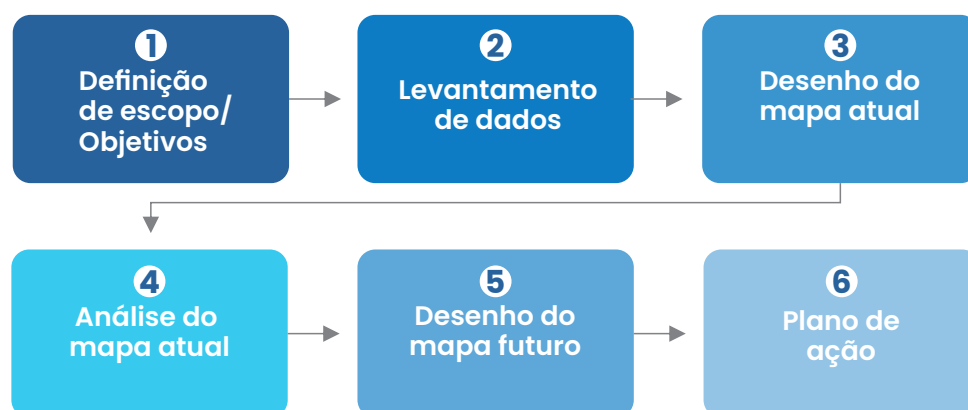 1
Definição
de escopo/
Objetivos
2
Levantamento
de dados
3
Desenho do
mapa atual
4
Análise do
mapa atual
5
Desenho do
mapa futuro
6
Plano de
ação